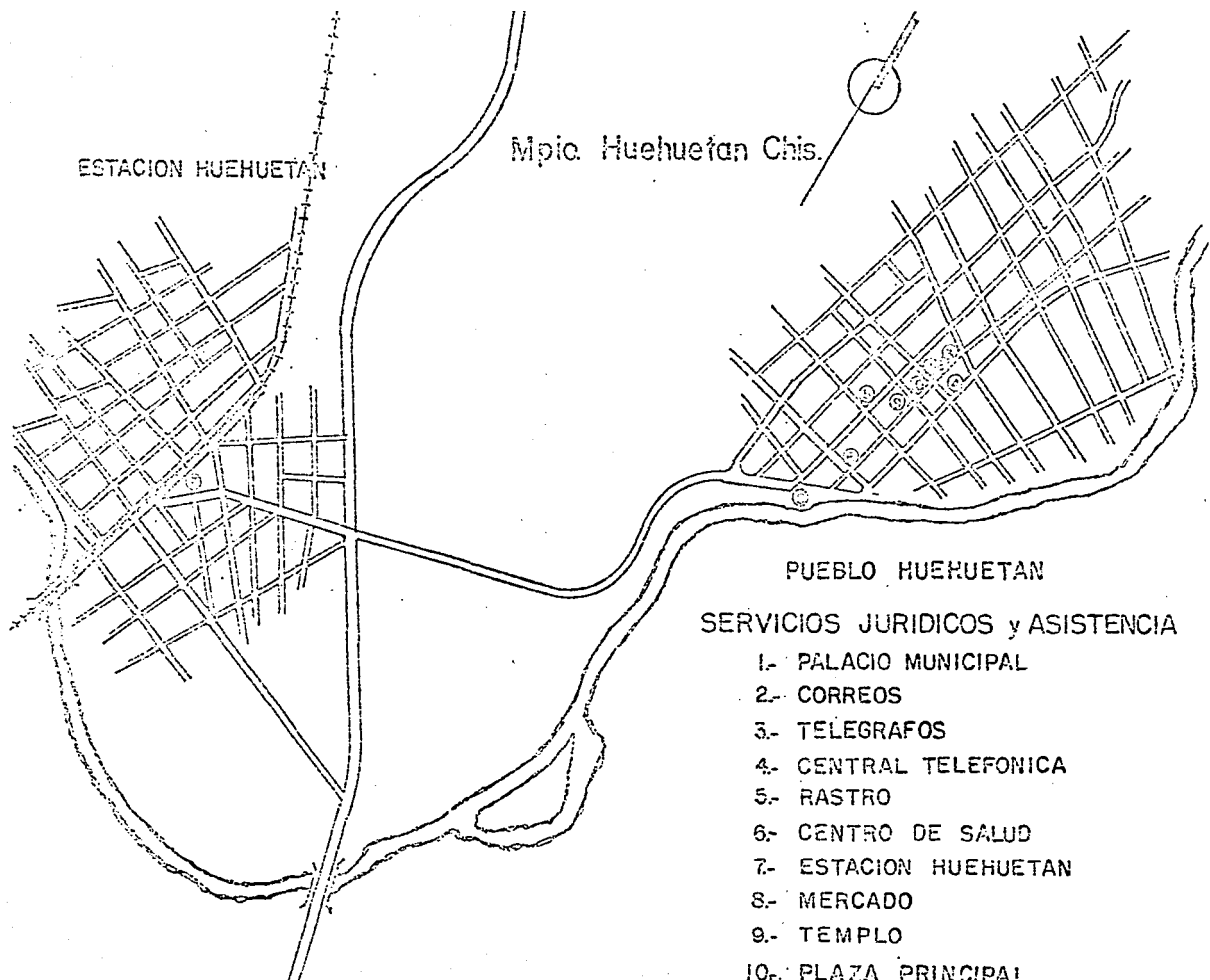 ESTACION HUEHUETAN
Mpio. Huehuetan Chis.
PUEBLO HUEHUETAN
SERVICIOS JURIDICOS y ASISTENCIA
1.- PALACIO MUNICIPAL
2.- CORREOS
3.- TELEGRAFOS
4.- CENTRAL TELEFONICA
5.- RASTRO
6.- CENTRO DE SALUD
7.- ESTACION HUEHUETAN
8.- MERCADO
9.- TEMPLO
10.- PLAZA PRINCIPAL